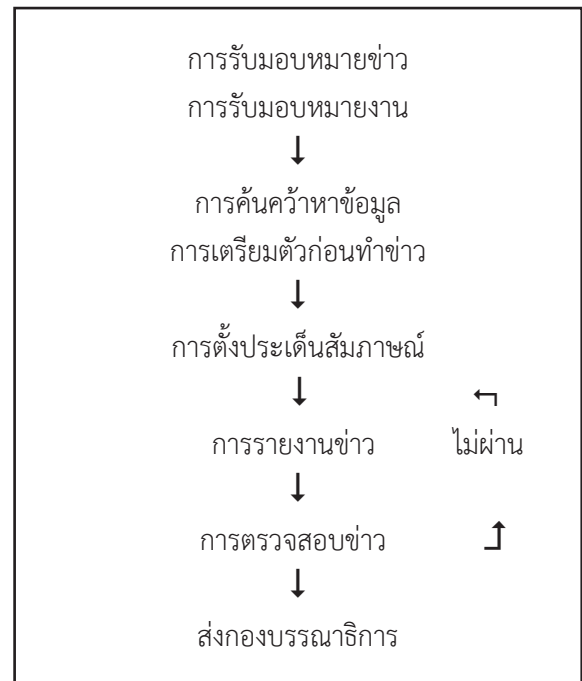 การรับมอบหมายข่าว
การรับมอบหมายงาน
การค้นคว้าหาข้อมูล
การเตรียมตัวก่อนทำข่าว
การตั้งประเด็นสัมภาษณ์
การรายงานข่าว ไม่ผ่าน
การตรวจสอบข่าว
ส่งกองบรรณาธิการ